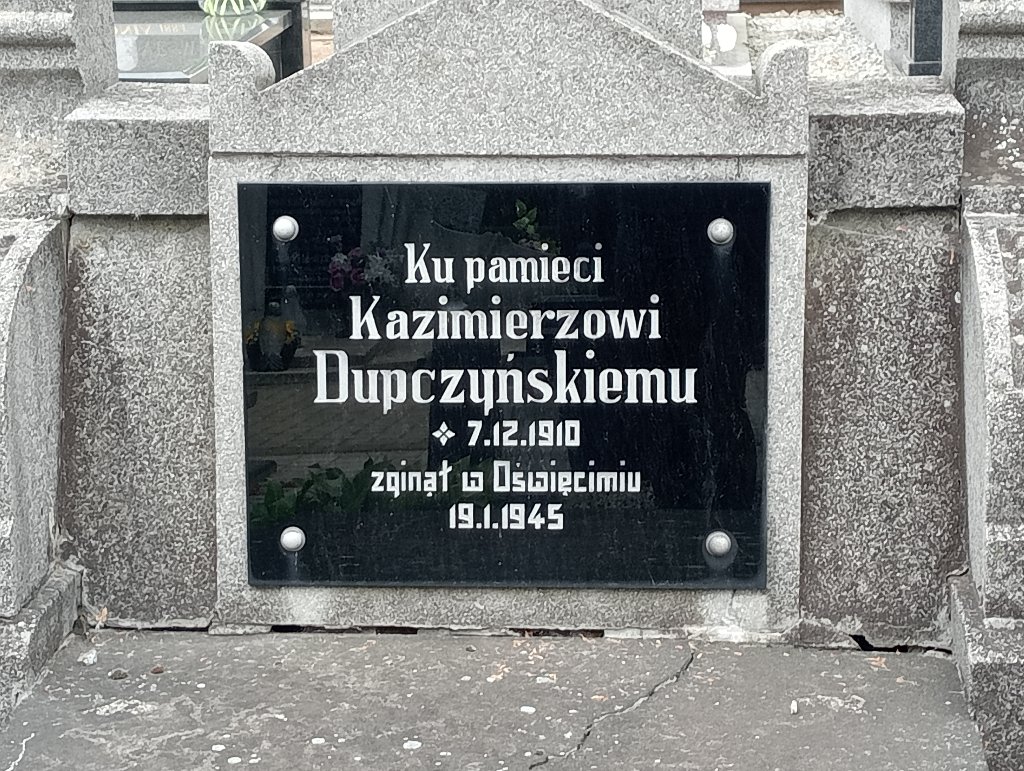 Ku pamieci
Kazimierzowi
Dupczyńskiemu
❖ 7.12.1910
zginął w Oświęcimiu
19.1.1945